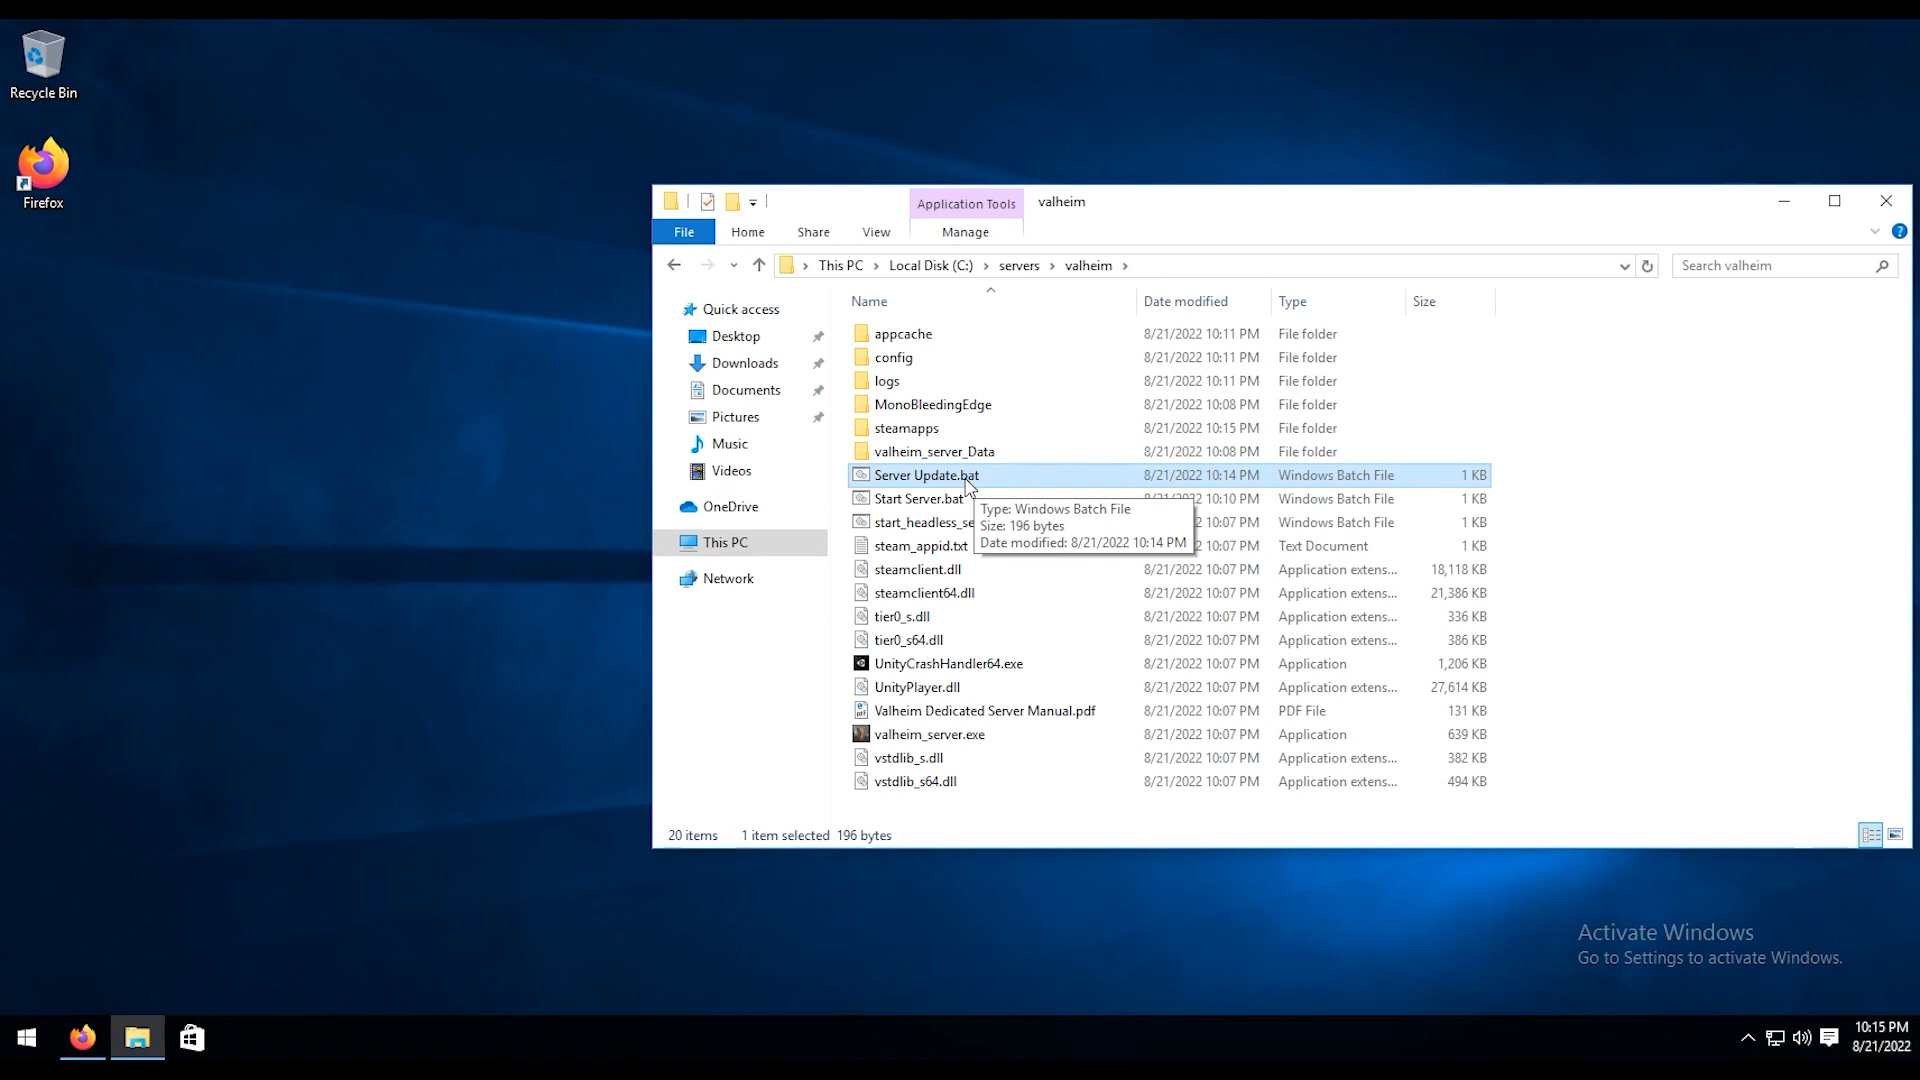 Recycle Bin
Firefox
Application Tools
valheim
File
Home
Share
View
Manage
This PC
Local Disk (C:)
servers
valheim
Search valheim
Quick access
Desktop
Downloads
Documents
Pictures
Music
Videos
OneDrive
This PC
Network
Name Date modified Type Size
appcache 8/21/2022 10:11 PM File folder
config 8/21/2022 10:11 PM File folder
logs 8/21/2022 10:11 PM File folder
MonoBleedingEdge 8/21/2022 10:08 PM File folder
steamapps 8/21/2022 10:15 PM File folder
valheim_server_Data 8/21/2022 10:08 PM File folder
Server Update.bat 8/21/2022 10:14 PM Windows Batch File 1 KB
Start Server.bat 2 10:10 PM Windows Batch File 1 KB
start_headless_se 2 10:07 PM Windows Batch File 1 KB
steam_appid.txt 2 10:07 PM Text Document 1 KB
Type: Windows Batch File
Size: 196 bytes
Date modified: 8/21/2022 10:14 PM
steamclient.dll 8/21/2022 10:07 PM Application extens... 18,118 KB
steamclient64.dll 8/21/2022 10:07 PM Application extens... 21,386 KB
tier0_s.dll 8/21/2022 10:07 PM Application extens... 336 KB
tier0_s64.dll 8/21/2022 10:07 PM Application extens... 386 KB
UnityCrashHandler64.exe 8/21/2022 10:07 PM Application 1,206 KB
UnityPlayer.dll 8/21/2022 10:07 PM Application extens... 27,614 KB
Valheim Dedicated Server Manual.pdf 8/21/2022 10:07 PM PDF File 131 KB
valheim_server.exe 8/21/2022 10:07 PM Application 639 KB
vstdlib_s.dll 8/21/2022 10:07 PM Application extens... 382 KB
vstdlib_s64.dll 8/21/2022 10:07 PM Application extens... 494 KB
20 items 1 item selected 196 bytes
Activate Windows
Go to Settings to activate Windows.
10:15 PM
8/21/2022